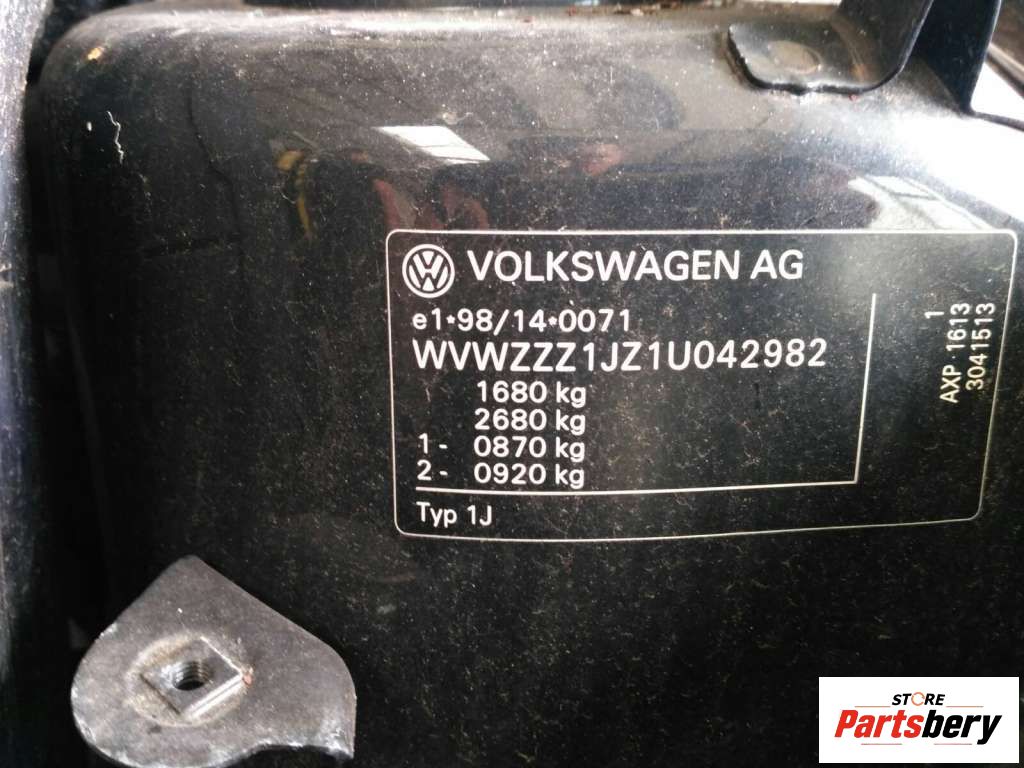 VOLKSWAGEN AG
e1*98/14*0071
WVWZZZ1JZ1U042982
1680 kg
2680 kg
1- 0870 kg
2- 0920 kg
Typ 1J
1
AXP 1613
3041513
STORE
Partsbery